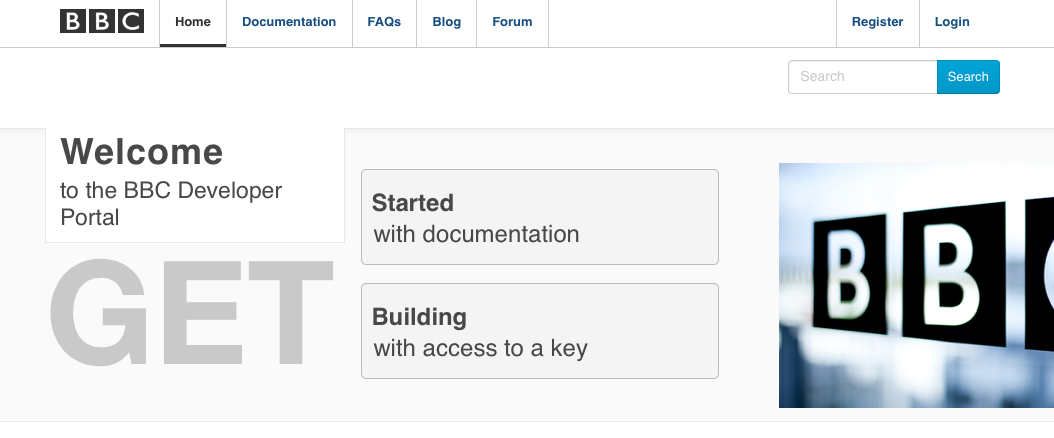 BBC
Home
Documentation
FAQs
Blog
Forum
Register
Login
Search
Search
Welcome
to the BBC Developer
Portal
GET
Started
with documentation
Building
with access to a key
B B